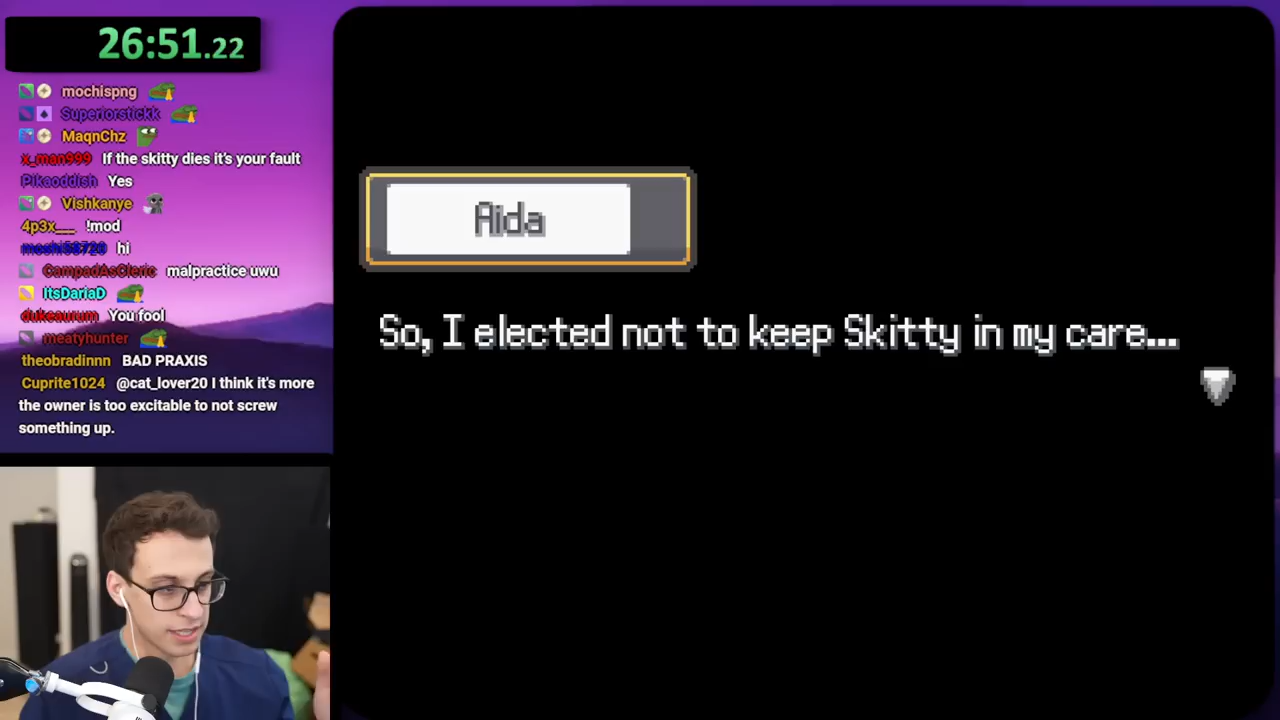 26:51.22
mochispng
Superiorstickk
MaqnChz
x_man999 If the skitty dies it's your fault
Pikaoddish Yes
Vishkanye
4p3x___ !mod
hi
CampadAsCleric malpractice uwu
ItsDariaD
dukeaurum You fool
meatyhunter
theobradinnn BAD PRAXIS
Cuprite1024 @cat_lover20 I think it's more
the owner is too excitable to not screw
something up.
Aida
So, I elected not to keep Skitty in my care...